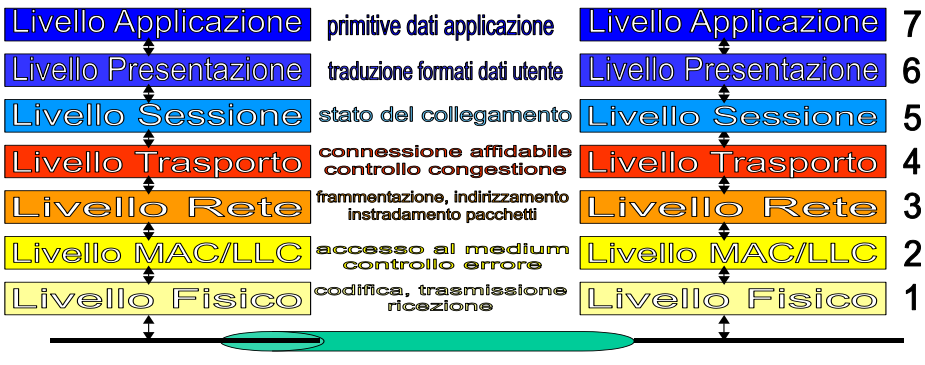 Livello Applicazione primitive dati applicazione Livello Applicazione 7
Livello Presentazione traduzione formati dati utente Livello Presentazione 6
Livello Sessione stato del collegamento Livello Sessione 5
Livello Trasporto connessione affidabile Livello Trasporto 4
controllo congestione
Livello Rete frammentazione, indirizzamento Livello Rete 3
instradamento pacchetti
Livello MAC/LLC accesso al medium Livello MAC/LLC 2
controllo errore
Livello Fisico codifica, trasmissione Livello Fisico 1
ricezione